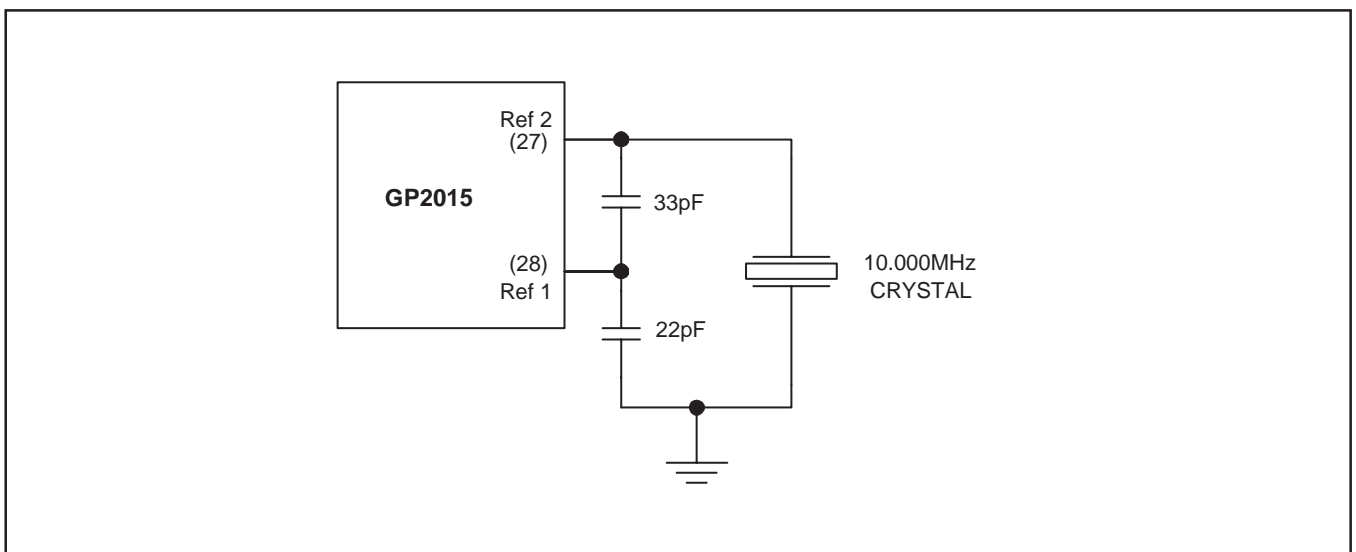 Ref 2
(27)
GP2015
33pF
(28)
Ref 1
10.000MHz
CRYSTAL
22pF